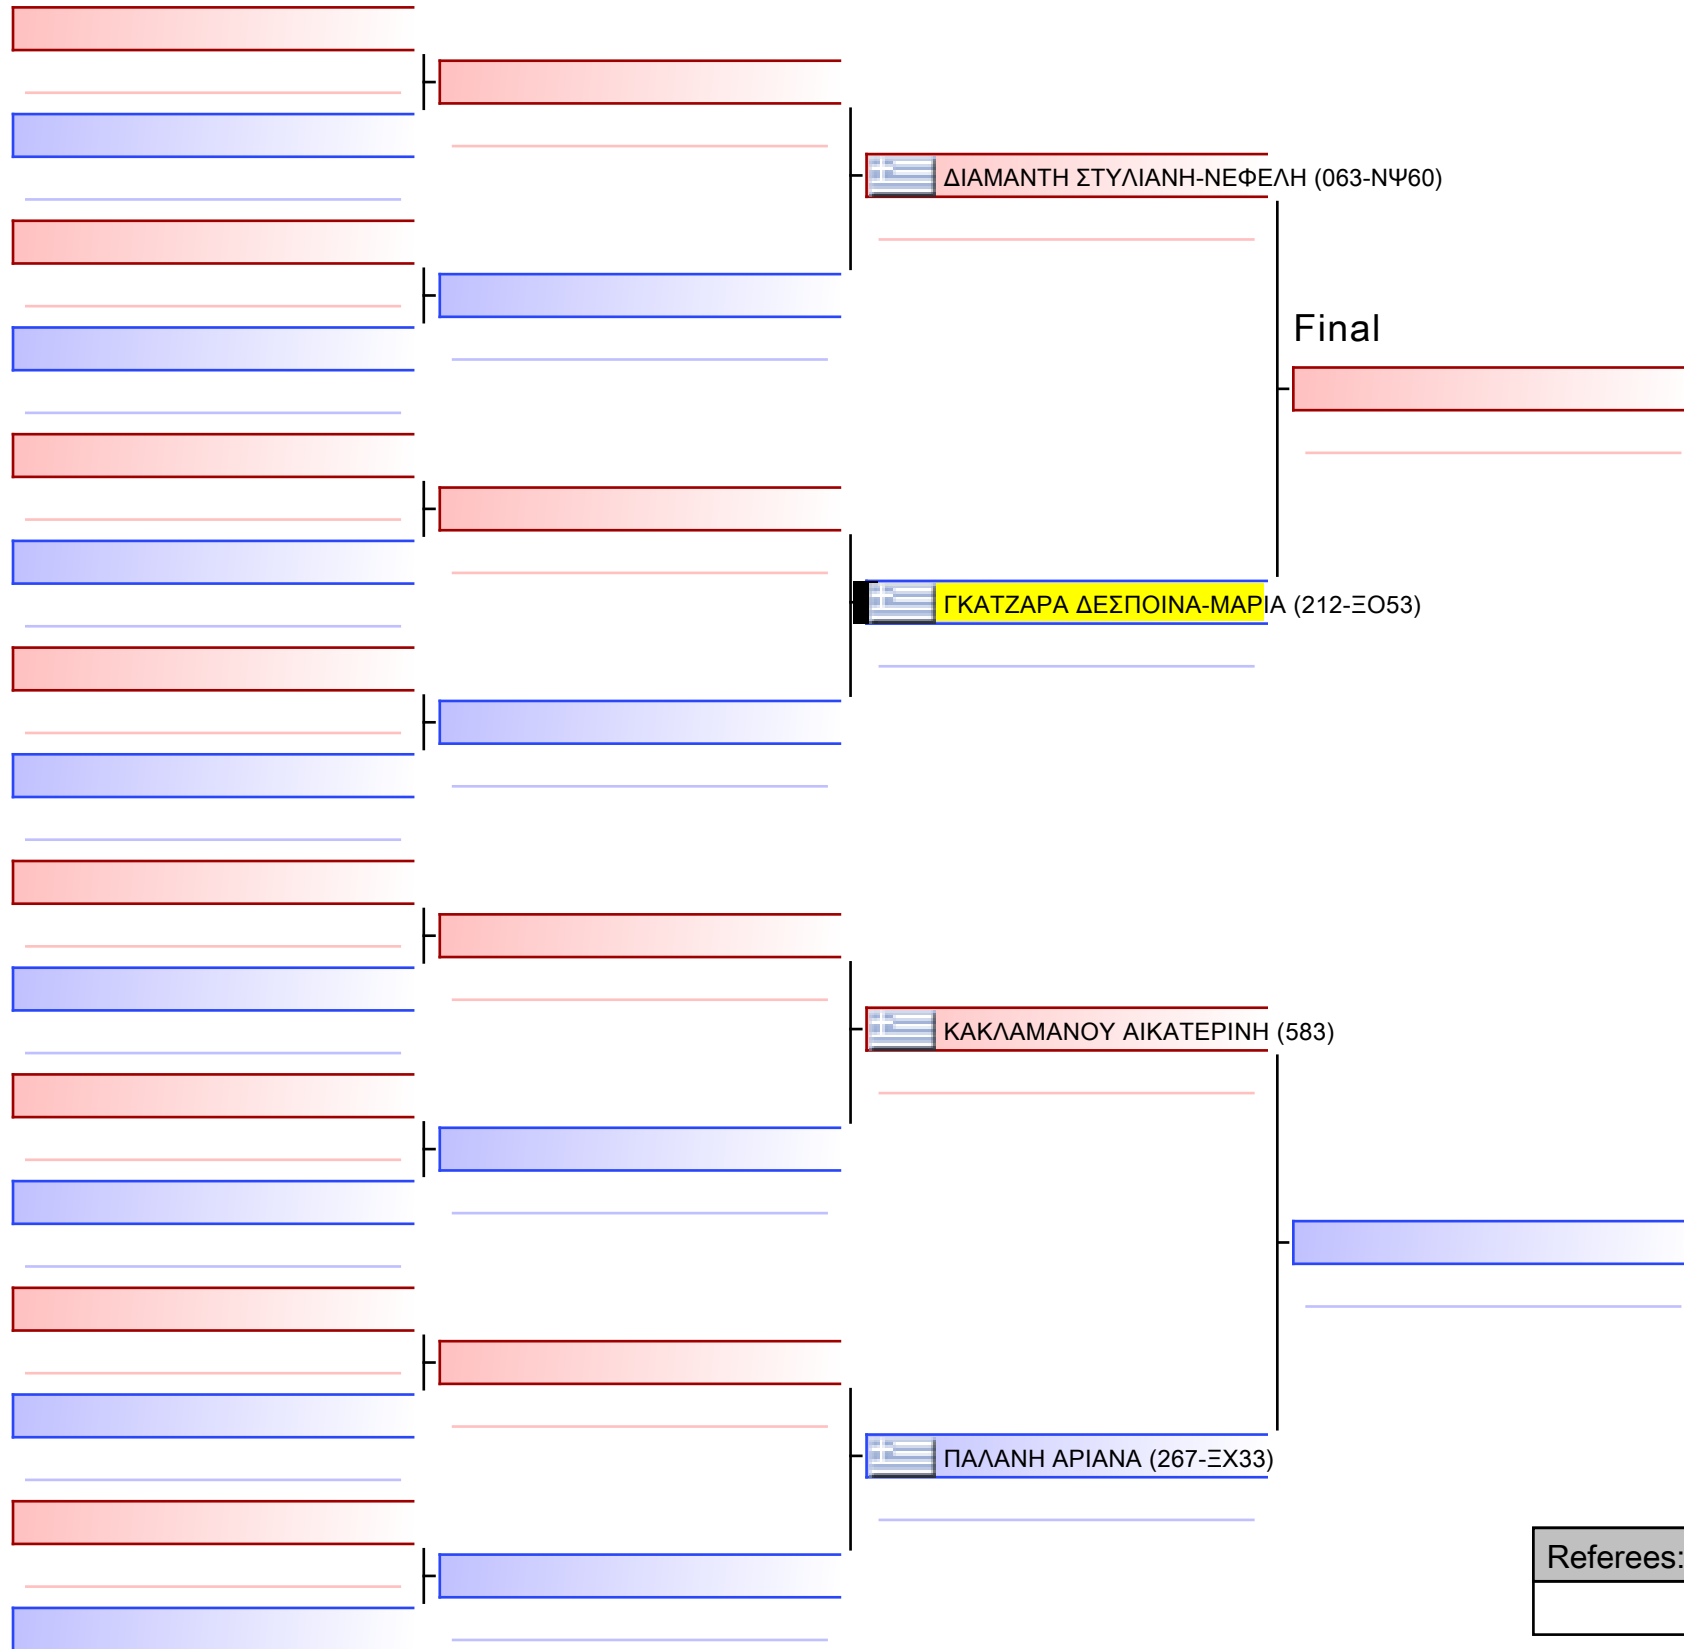 ΔΙΑΜΑΝΤΗ ΣΤΥΛΙΑΝΗ-ΝΕΦΕΛΗ (063-ΝΨ60)
Final
ΓΚΑΤΖΑΡΑ ΔΕΣΠΟΙΝΑ-ΜΑΡΙΑ (212-ΞΟ53)
ΚΑΚΛΑΜΑΝΟΥ ΑΙΚΑΤΕΡΙΝΗ (583)
ΠΑΛΑΝΗ ΑΡΙΑΝΑ (267-ΞΧ33)
Referees: